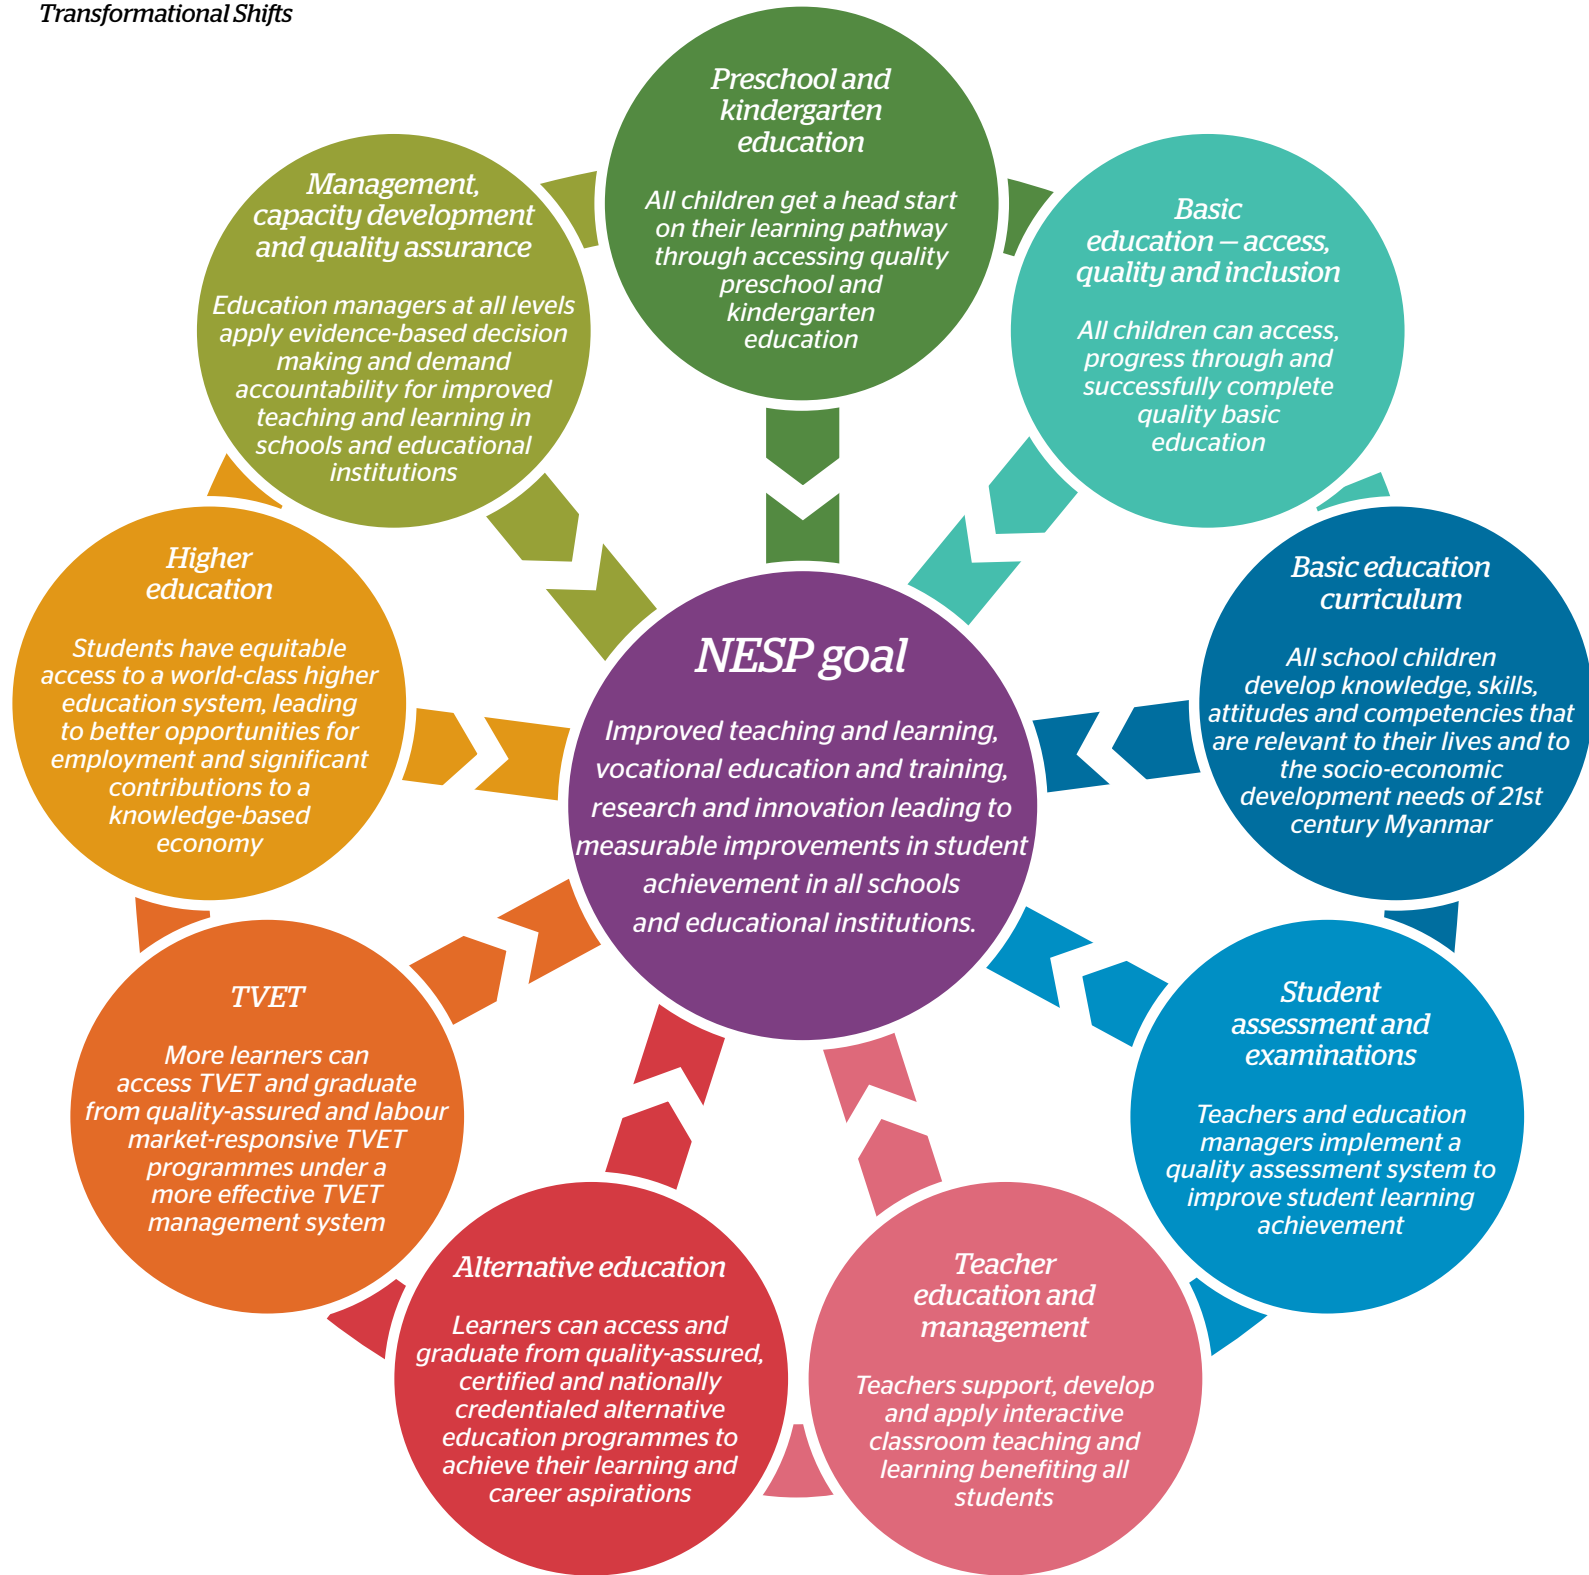 Transformational Shifts
Preschool and
kindergarten
education
All children get a head start
on their learning pathway
through accessing quality
preschool and
kindergarten
education
Basic
education – access,
quality and inclusion
All children can access,
progress through and
successfully complete
quality basic
education
Basic education
curriculum
All school children
develop knowledge, skills,
attitudes and competencies that
are relevant to their lives and to
the socio-economic
development needs of 21st
century Myanmar
Student
assessment and
examinations
Teachers and education
managers implement a
quality assessment system to
improve student learning
achievement
Teacher
education and
management
Teachers support, develop
and apply interactive
classroom teaching and
learning benefiting all
students
Alternative education
Learners can access and
graduate from quality-assured,
certified and nationally
credentialed alternative
education programmes to
achieve their learning and
career aspirations
TVET
More learners can
access TVET and graduate
from quality-assured and labour
market-responsive TVET
programmes under a
more effective TVET
management system
Higher
education
Students have equitable
access to a world-class higher
education system, leading
to better opportunities for
employment and significant
contributions to a
knowledge-based
economy
Management,
capacity development
and quality assurance
Education managers at all levels
apply evidence-based decision
making and demand
accountability for improved
teaching and learning in
schools and educational
institutions
NESP goal
Improved teaching and learning,
vocational education and training,
research and innovation leading to
measurable improvements in student
achievement in all schools
and educational institutions.